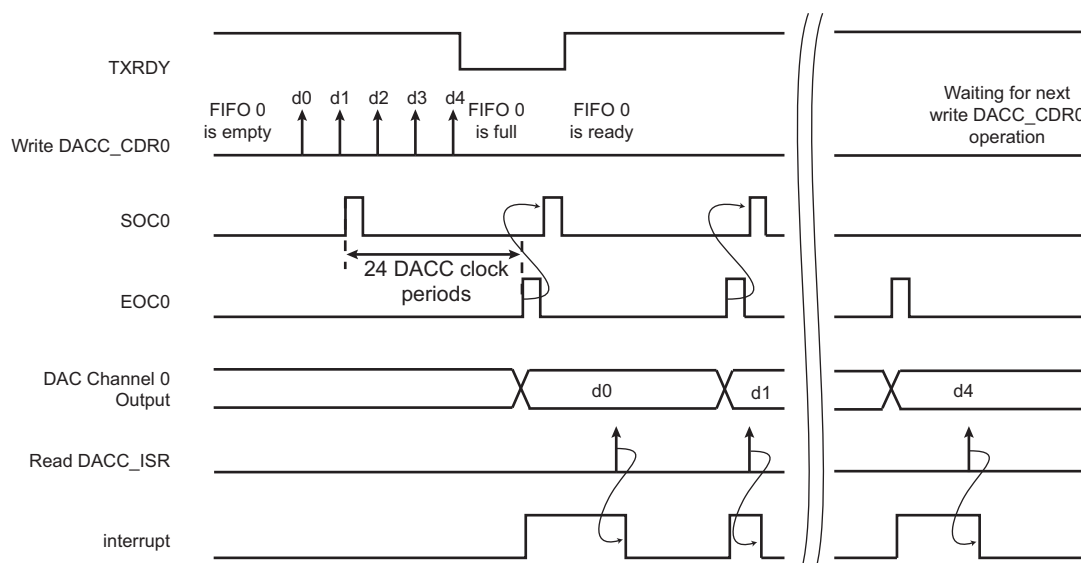 TXRDY
FIFO 0
is empty
d0
d1
d2
d3
d4
FIFO 0
is full
FIFO 0
is ready
Waiting for next
write DACC_CDR0
operation
Write DACC_CDR0
SOC0
24 DACC clock
periods
EOC0
DAC Channel 0
Output
d0
d1
d4
Read DACC_ISR
interrupt